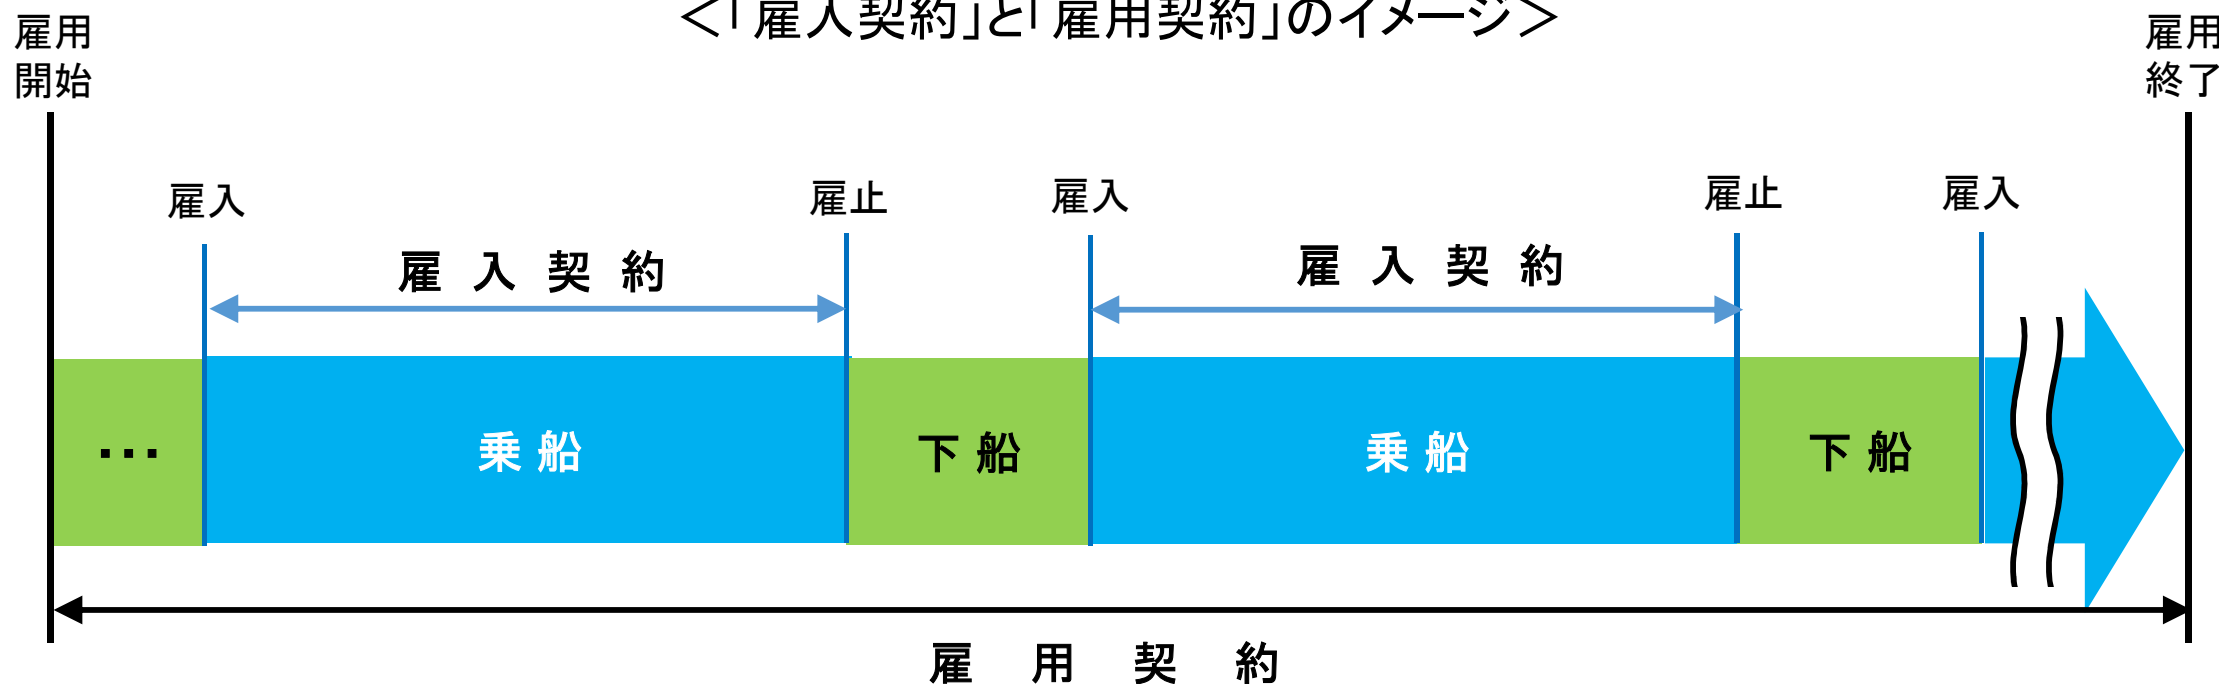 ＜「雇入契約」と「雇用契約」のイメージ＞
雇用
開始
雇用
終了
雇入
雇止
雇入
雇止
雇入
雇入契約
雇入契約
･･･
乗船
下船
乗船
下船
雇用契約